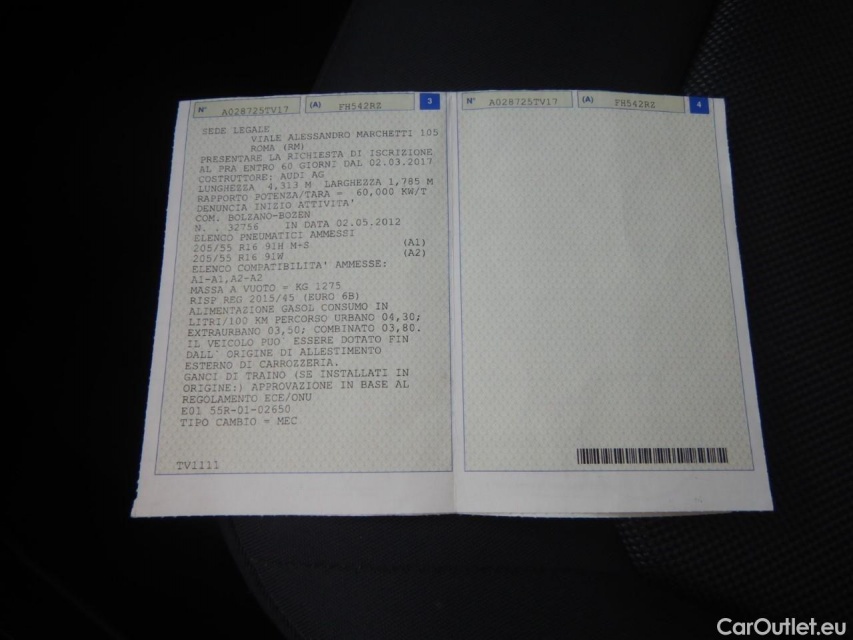 N° A028725TV17 (A) FH542RZ 3
SEDE LEGALE
VIALE ALESSANDRO MARCHETTI 105
ROMA (RM)
PRESENTARE LA RICHIESTA DI ISCRIZIONE
AL PRA ENTRO 60 GIORNI DAL 02.03.2017
COSTRUTTORE: AUDI AG
LUNGHEZZA 4,313 M LARGHEZZA 1,785 M
RAPPORTO POTENZA/TARA = 60,000 KW/T
DENUNCIA INIZIO ATTIVITA'
COM. BOLZANO-BOZEN
N. . 32756 IN DATA 02.05.2012
ELENCO PNEUMATICI AMMESSI
205/55 R16 91H M+S (A1)
205/55 R16 91W (A2)
ELENCO COMPATIBILITA' AMMESSE:
A1-A1,A2-A2
MASSA A VUOTO = KG 1275
RISP REG 2015/45 (EURO 6B)
ALIMENTAZIONE GASOL CONSUMO IN
LITRI/100 KM PERCORSO URBANO 04,30;
EXTRAURBANO 03,50; COMBINATO 03,80.
IL VEICOLO PUO' ESSERE DOTATO FIN
DALL' ORIGINE DI ALLESTIMENTO
ESTERNO DI CARROZZERIA.
GANCI DI TRAINO (SE INSTALLATI IN
ORIGINE:) APPROVAZIONE IN BASE AL
REGOLAMENTO ECE/ONU
E01 55R-01-02650
TIPO CAMBIO = MEC
TV1111
N° A028725TV17 (A) FH542RZ 4
CarOutlet.eu